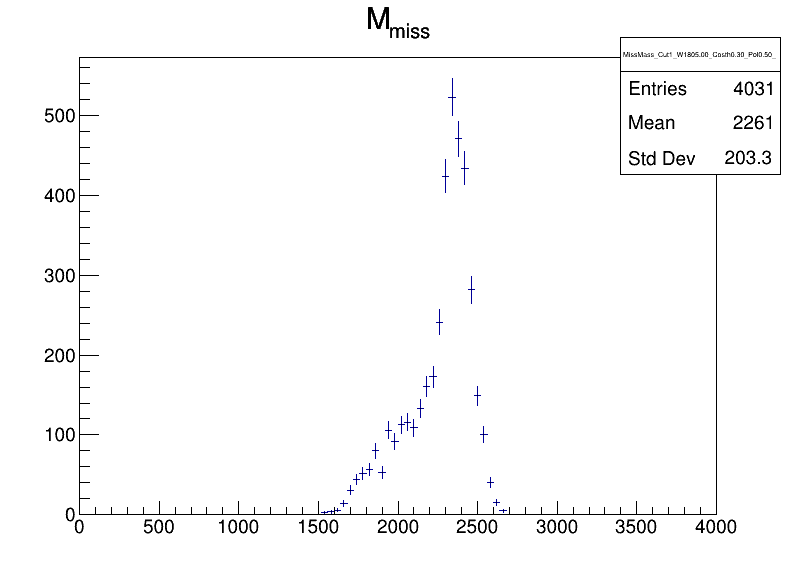 M_miss
MissMass_Cut1_W1805.00_Costh0.30_Pol0.50_
Entries 4031
Mean 2261
Std Dev 203.3
500
400
300
200
100
0
0 500 1000 1500 2000 2500 3000 3500 4000